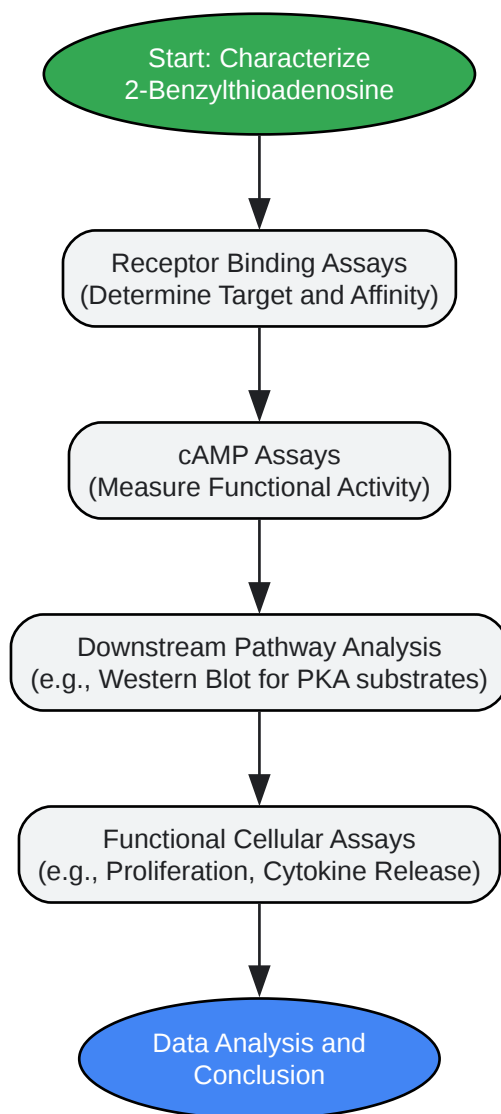 Start: Characterize
2-Benzylthioadenosine
Receptor Binding Assays
(Determine Target and Affinity)
cAMP Assays
(Measure Functional Activity)
Downstream Pathway Analysis
(e.g., Western Blot for PKA substrates)
Functional Cellular Assays
(e.g., Proliferation, Cytokine Release)
Data Analysis and
Conclusion